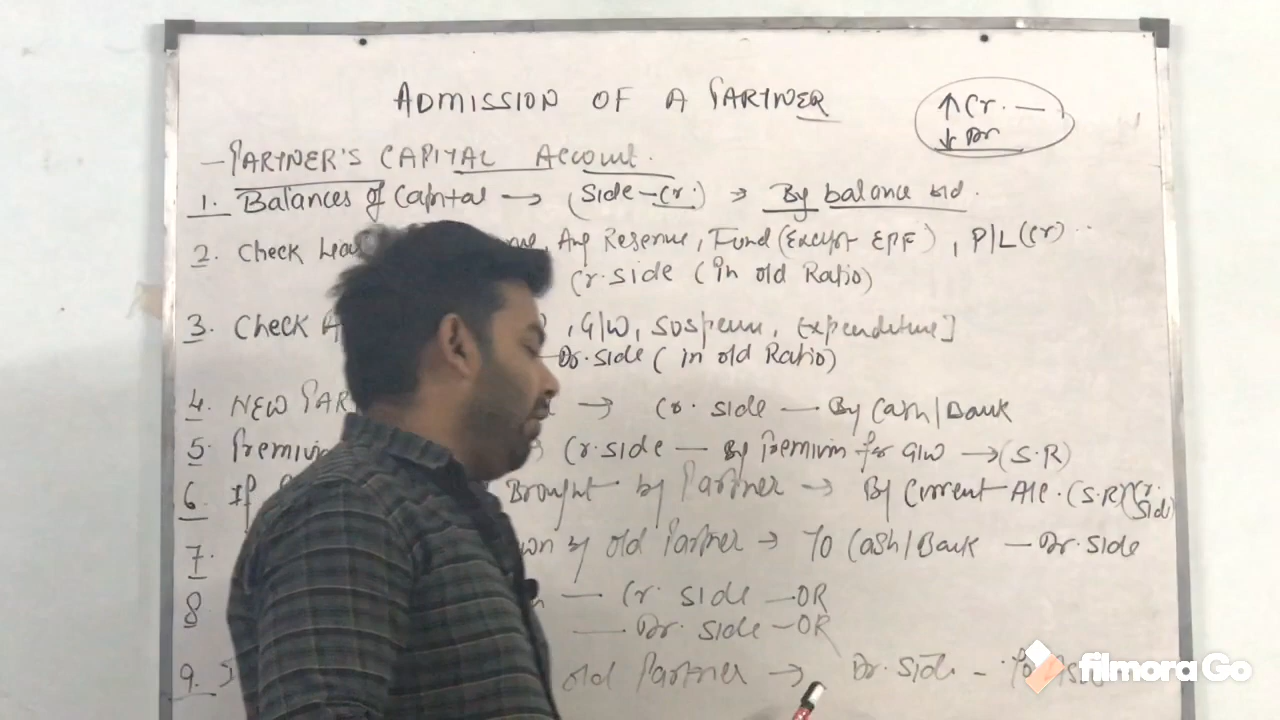 ADMISSION OF A PARTNER
↑ Cr. —
↓ Dr
- PARTNER'S CAPITAL Account.
1. Balances of Capital → (Side - Cr.) → By balance b/d.
2. Check Any Reserve, Fund (Except EPF), P/L (Cr) ..
Cr. side (in old Ratio)
3. Check , G/W, Suspense, Expenditure]
Dr. side (in old Ratio)
4. NEW → Cr. side — By Cash/Bank
5. Cr. side — By Premium for G/W → (S.R)
6. If Brought by Partner → By Current A/c. (S.R) (Cr. Side)
7. by old Partner → To Cash/Bank — Dr. side
8 — Cr. side — OR
— Dr. side — OR
9. old Partner → Dr. side - To
filmora Go